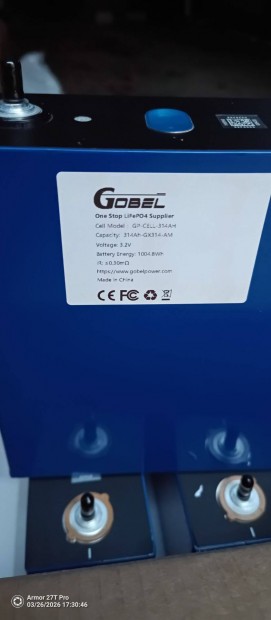 GOBEL
One Stop LiFePO4 Supplier
Cell Model : GP-CELL-314AH
Capacity: 314Ah-GX314-AM
Voltage: 3.2V
Battery Energy: 1004.8WH
IR: ≤0.30mΩ
https://www.gobelpower.com
Made in China
CE FC
Armor 27T Pro
03/26/2026 17:30:46